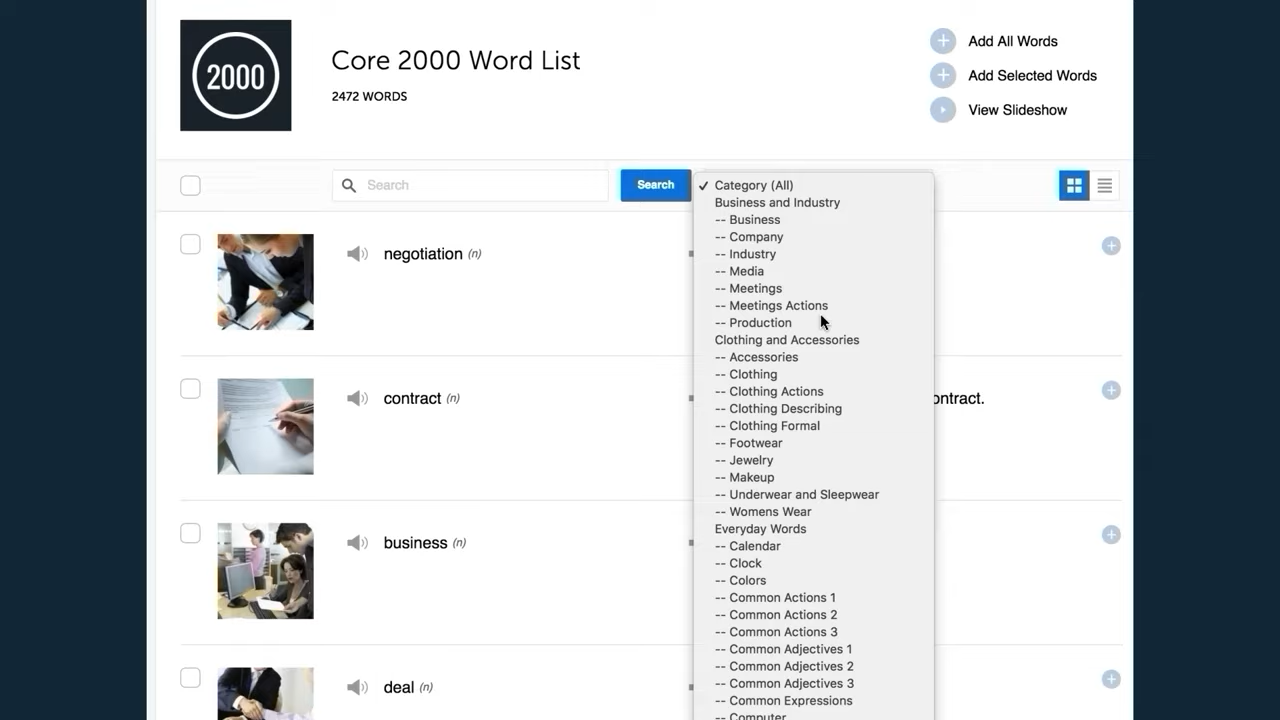 2000
Core 2000 Word List
2472 WORDS
Add All Words
Add Selected Words
View Slideshow
Search
Search
✓ Category (All)
Business and Industry
-- Business
-- Company
-- Industry
-- Media
-- Meetings
-- Meetings Actions
-- Production
Clothing and Accessories
-- Accessories
-- Clothing
-- Clothing Actions
-- Clothing Describing
-- Clothing Formal
-- Footwear
-- Jewelry
-- Makeup
-- Underwear and Sleepwear
-- Womens Wear
Everyday Words
-- Calendar
-- Clock
-- Colors
-- Common Actions 1
-- Common Actions 2
-- Common Actions 3
-- Common Adjectives 1
-- Common Adjectives 2
-- Common Adjectives 3
-- Common Expressions
-- Computer
negotiation (n)
contract (n)
ontract.
business (n)
deal (n)